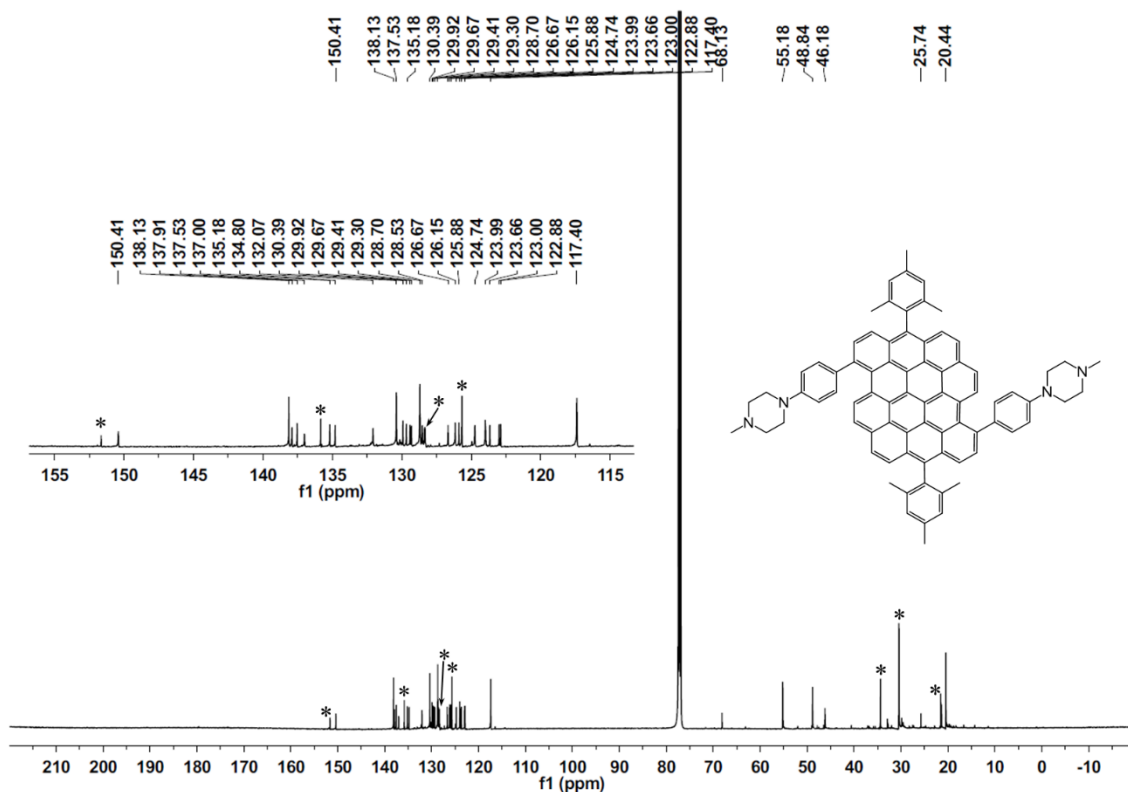 150.41 138.13 137.53 135.18 130.39 129.92 129.67 129.41 129.30 128.70 126.67 126.15 125.88 124.74 123.99 123.66 123.00 122.88 117.40 68.13 55.18 48.84 46.18 25.74 20.44
150.41 138.13 137.91 137.53 137.00 135.18 134.80 132.07 130.39 129.92 129.67 129.41 129.30 128.70 128.53 126.67 126.15 125.88 124.74 123.99 123.66 123.00 122.88 117.40
* * * *
155 150 145 140 135 130 125 120 115
f1 (ppm)
N
N
N
N
* * * * * * *
210 200 190 180 170 160 150 140 130 120 110 100 90 80 70 60 50 40 30 20 10 0 -10
f1 (ppm)